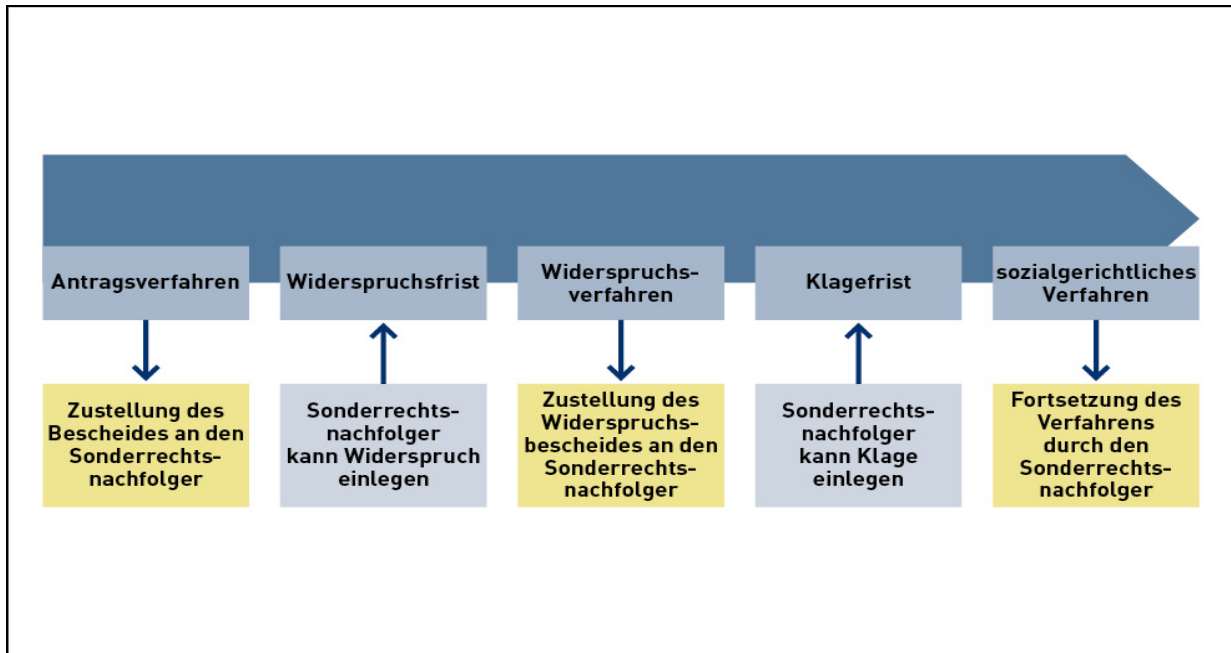 Antragsverfahren
Widerspruchsfrist
Widerspruchs-
verfahren
Klagefrist
sozialgerichtliches
Verfahren
Zustellung des
Bescheides an den
Sonderrechts-
nachfolger
Sonderrechts-
nachfolger
kann Widerspruch
einlegen
Zustellung des
Widerspruchs-
bescheides an den
Sonderrechts-
nachfolger
Sonderrechts-
nachfolger
kann Klage
einlegen
Fortsetzung des
Verfahrens
durch den
Sonderrechts-
nachfolger